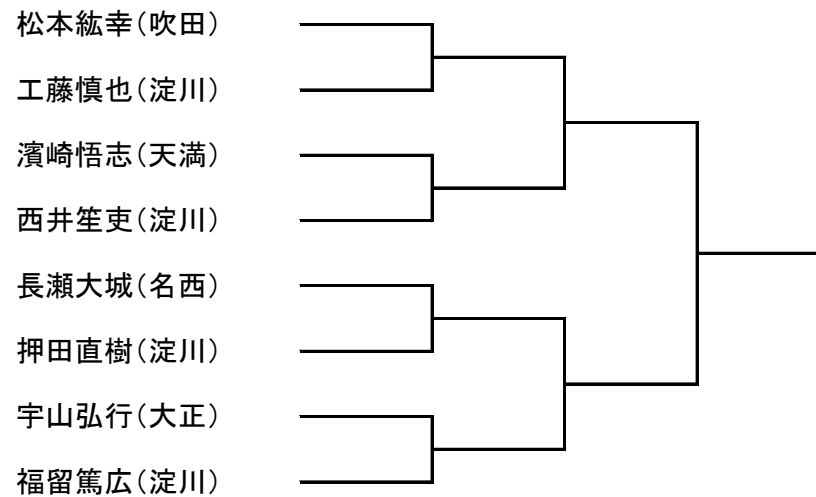 松本紘幸（吹田）
工藤慎也（淀川）
濱崎悟志（天満）
西井笙吏（淀川）
長瀬大城（名西）
押田直樹（淀川）
宇山弘行（大正）
福留篤広（淀川）